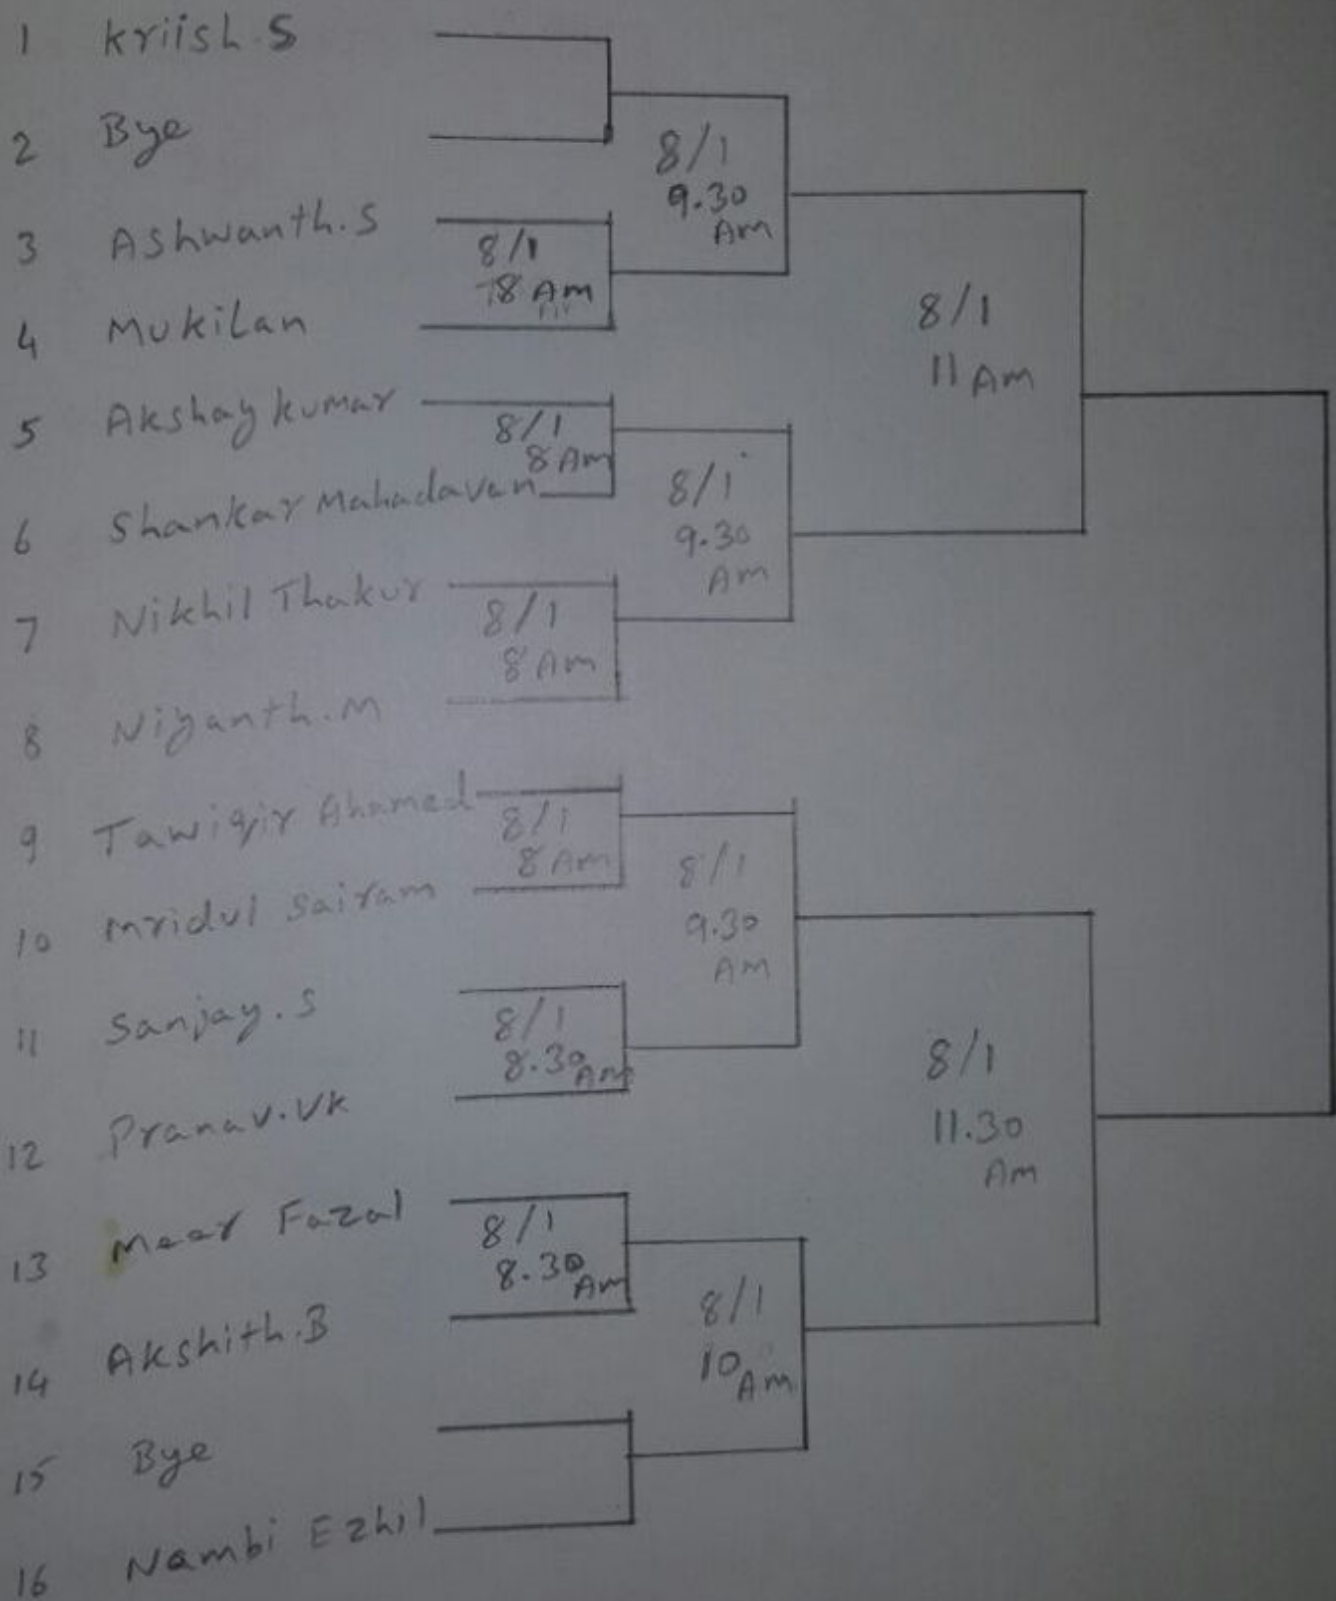 1 Kriish.S
2 Bye
8/1
9.30
Am
3 Ashwanth.S
8/1
8 Am
4 Mukilan
8/1
11 Am
5 Akshay kumar
8/1
8 Am
6 Shankar Mahadavan
8/1
9.30
Am
7 Nikhil Thakur
8/1
8 Am
8 Niyanth.M
9 Tawiqir Ahamed
8/1
8 Am
10 Mridul Sairam
8/1
9.30
Am
11 Sanjay.S
8/1
8.30 Am
12 Pranav.Vk
8/1
11.30
Am
13 Meer Fazal
8/1
8.30 Am
14 Akshith.B
8/1
10 Am
15 Bye
16 Nambi Ezhil